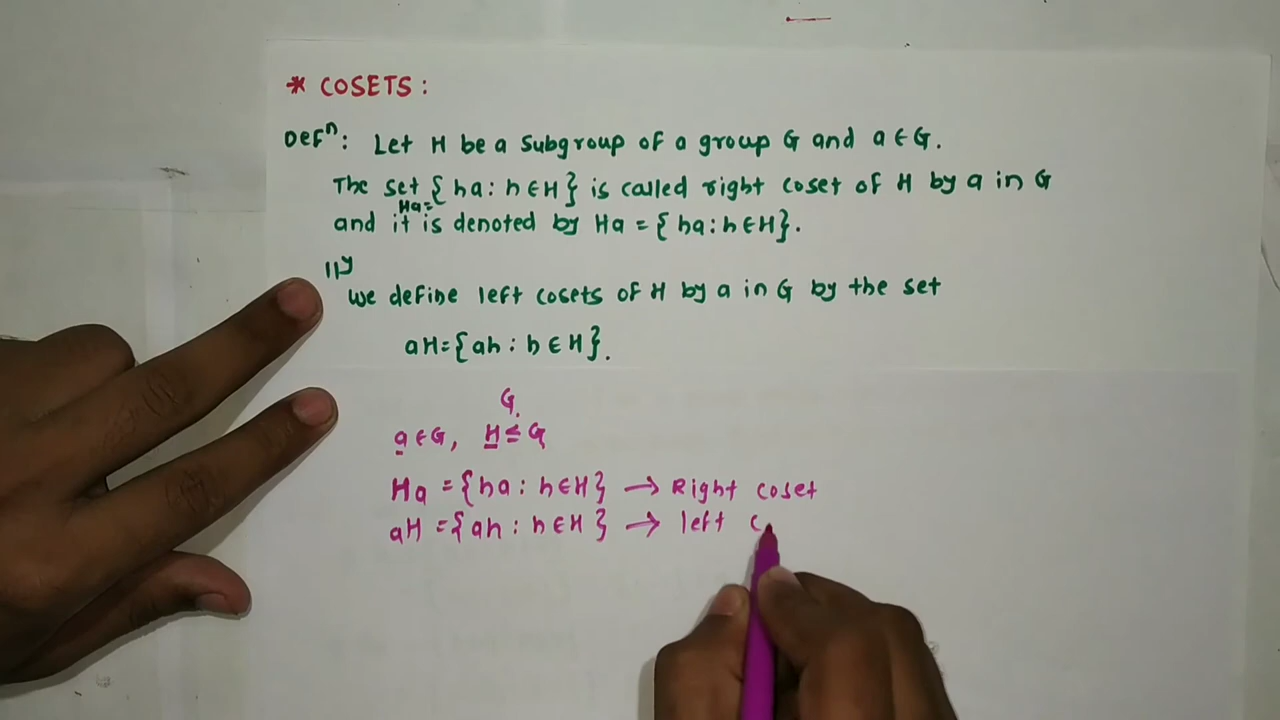 * COSETS:
Defⁿ: Let H be a subgroup of a group G and a ∈ G.
The set {ha : h ∈ H} is called right coset of H by a in G
Ha =
and it is denoted by Ha = {ha : h ∈ H}.
|||ly
We define left cosets of H by a in G by the set
aH = {ah : h ∈ H}.
G.
a ∈ G, H ≤ G
Ha = {ha : h ∈ H} → Right coset
aH = {ah : h ∈ H} → left c